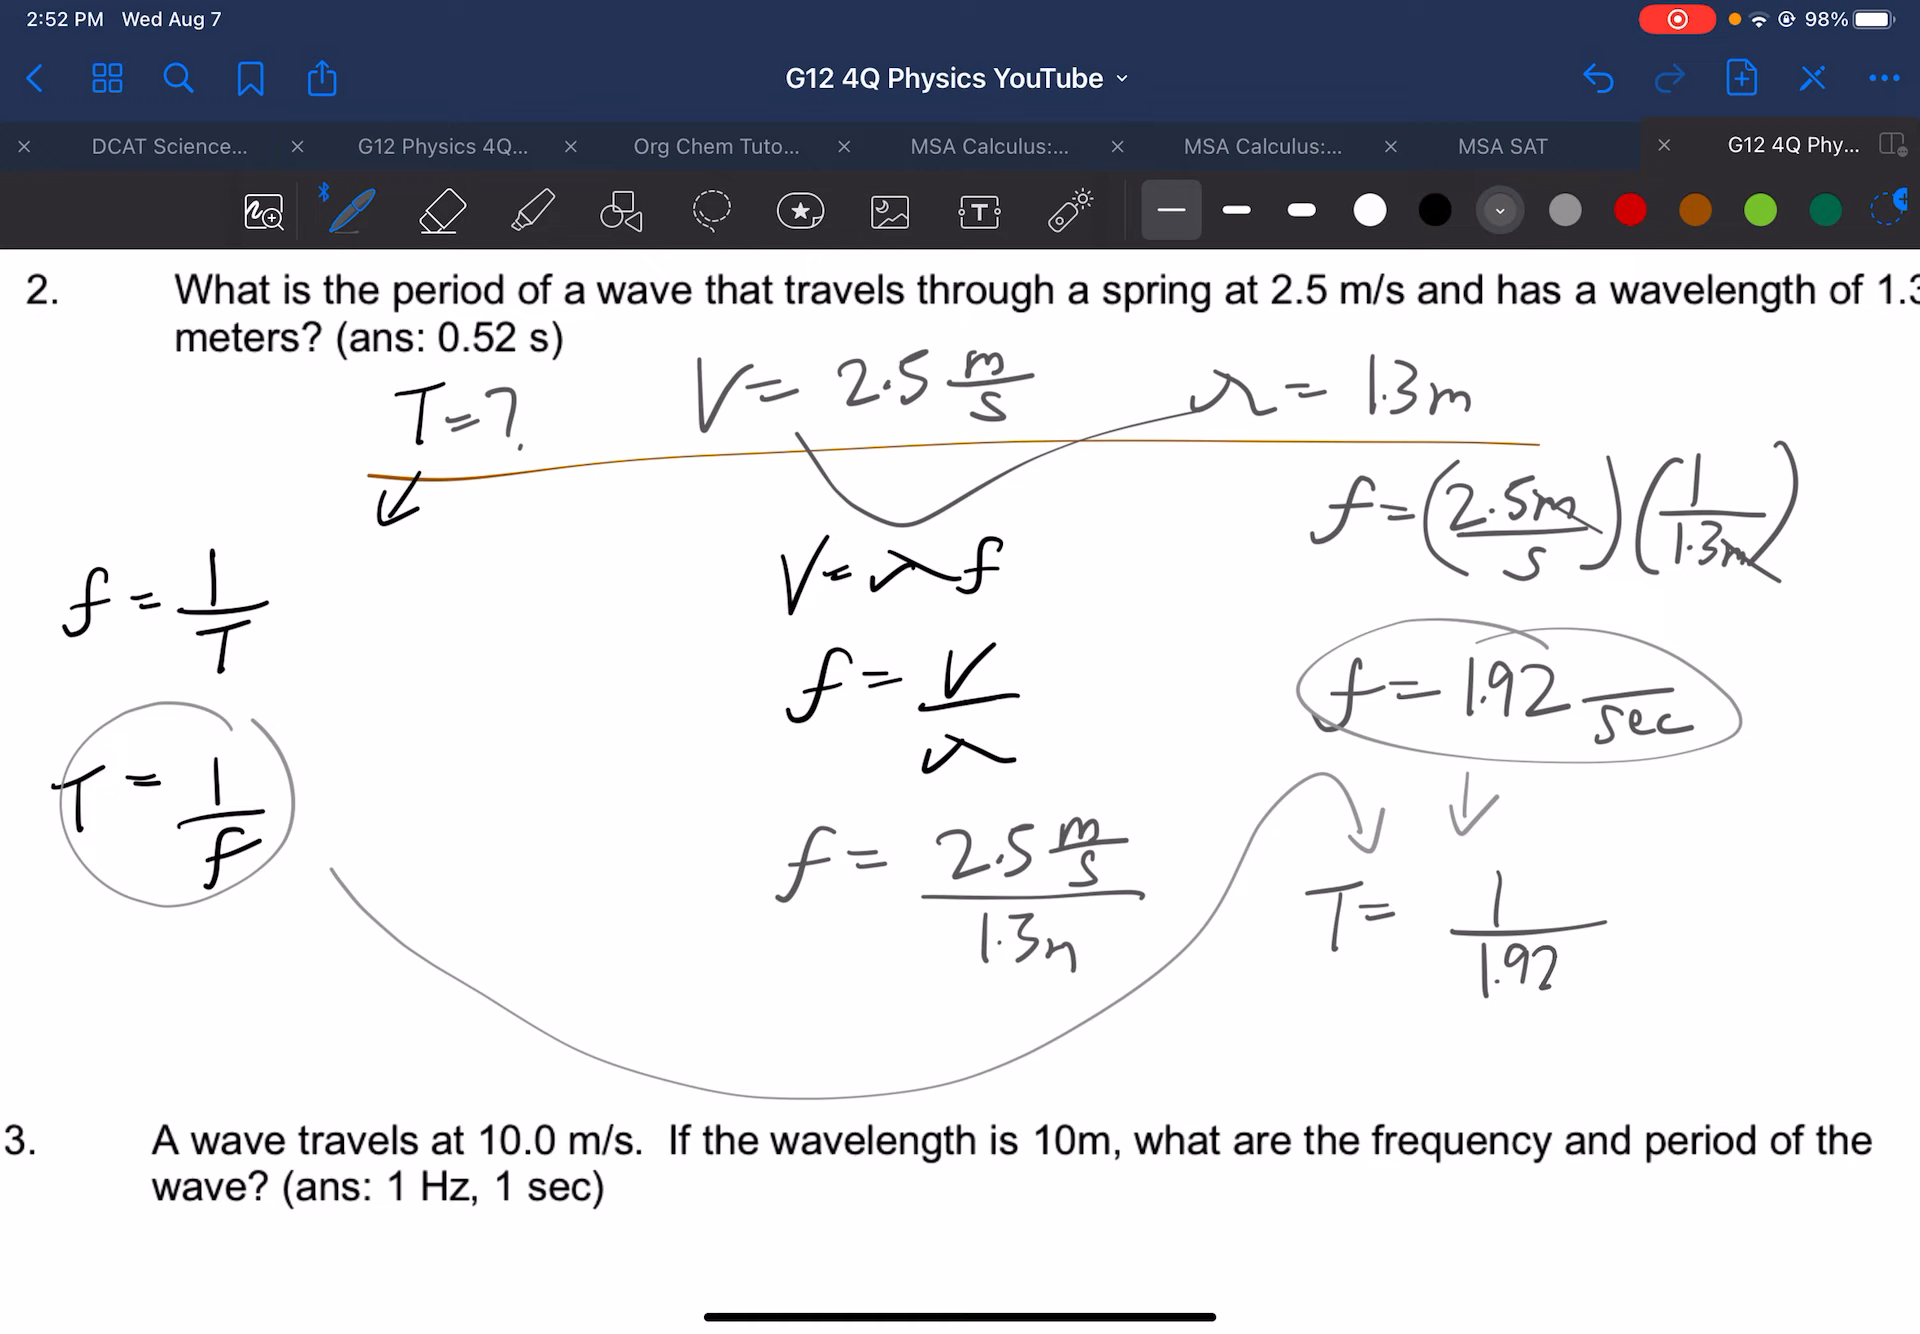 2:52 PM Wed Aug 7
98%
G12 4Q Physics YouTube
DCAT Science... G12 Physics 4Q... Org Chem Tuto... MSA Calculus:... MSA Calculus:... MSA SAT G12 4Q Phy...
T
2. What is the period of a wave that travels through a spring at 2.5 m/s and has a wavelength of 1.3
meters? (ans: 0.52 s)
T=? V= 2.5 m/s λ= 1.3m
f= 1/T
T= 1/f
V=λf
f= V/λ
f= 2.5 m/s / 1.3m
f=(2.5m/s)(1/1.3m)
f= 1.92 /sec
T= 1/1.92
3. A wave travels at 10.0 m/s. If the wavelength is 10m, what are the frequency and period of the
wave? (ans: 1 Hz, 1 sec)